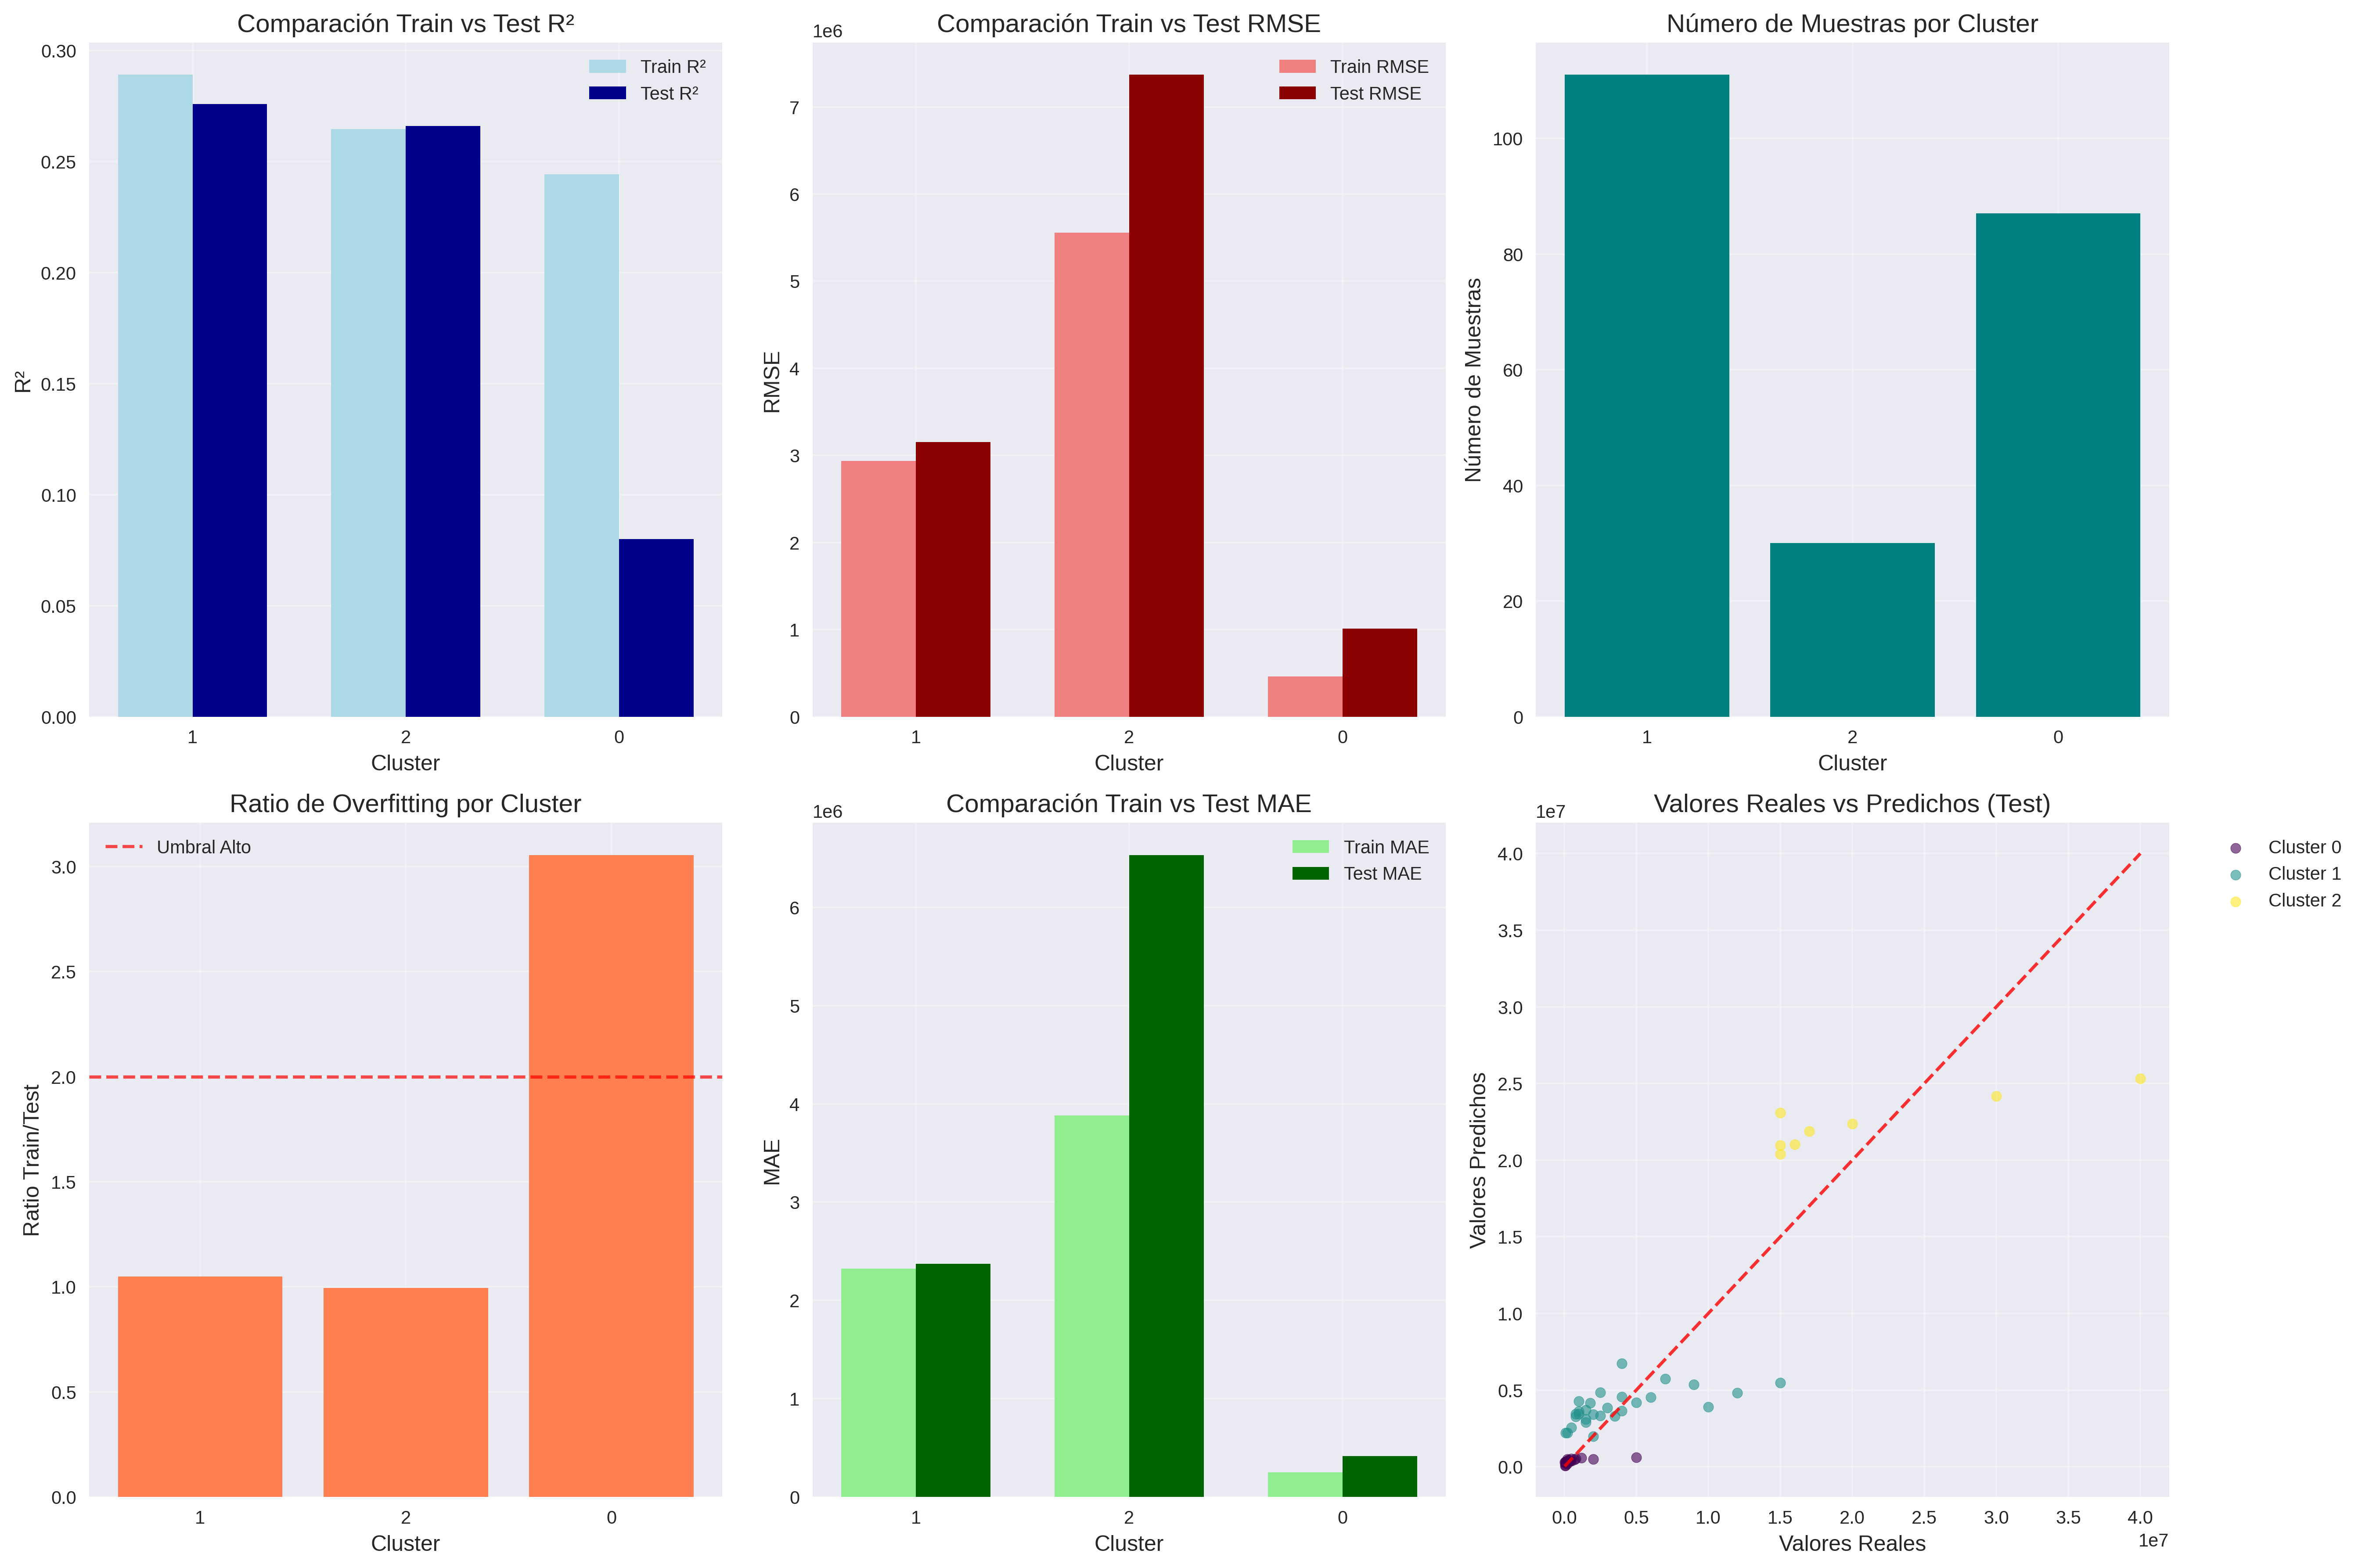 Comparación Train vs Test R²
Train R²
Test R²
R²
0.30
0.25
0.20
0.15
0.10
0.05
0.00
1 2 0
Cluster
Comparación Train vs Test RMSE
1e6
Train RMSE
Test RMSE
RMSE
7
6
5
4
3
2
1
0
1 2 0
Cluster
Número de Muestras por Cluster
Número de Muestras
100
80
60
40
20
0
1 2 0
Cluster
Ratio de Overfitting por Cluster
Umbral Alto
Ratio Train/Test
3.0
2.5
2.0
1.5
1.0
0.5
0.0
1 2 0
Cluster
Comparación Train vs Test MAE
1e6
Train MAE
Test MAE
MAE
6
5
4
3
2
1
0
1 2 0
Cluster
Valores Reales vs Predichos (Test)
1e7
Cluster 0
Cluster 1
Cluster 2
Valores Predichos
4.0
3.5
3.0
2.5
2.0
1.5
1.0
0.5
0.0
0.0 0.5 1.0 1.5 2.0 2.5 3.0 3.5 4.0
1e7
Valores Reales